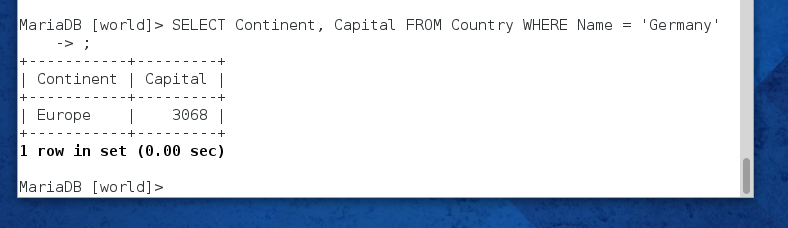 MariaDB [world]> SELECT Continent, Capital FROM Country WHERE Name = 'Germany'
    -> ;
+-----------+---------+
| Continent | Capital |
+-----------+---------+
| Europe    |    3068 |
+-----------+---------+
1 row in set (0.00 sec)
MariaDB [world]>